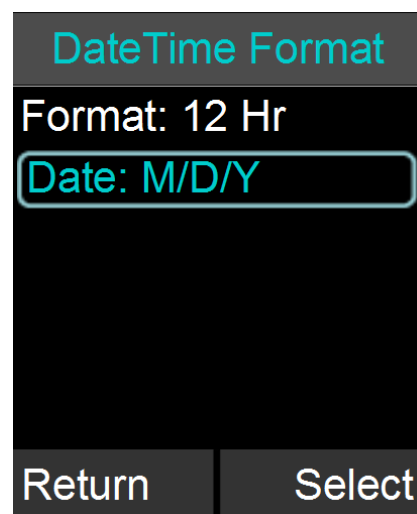 DateTime Format
Format: 12 Hr
Date: M/D/Y
Return Select